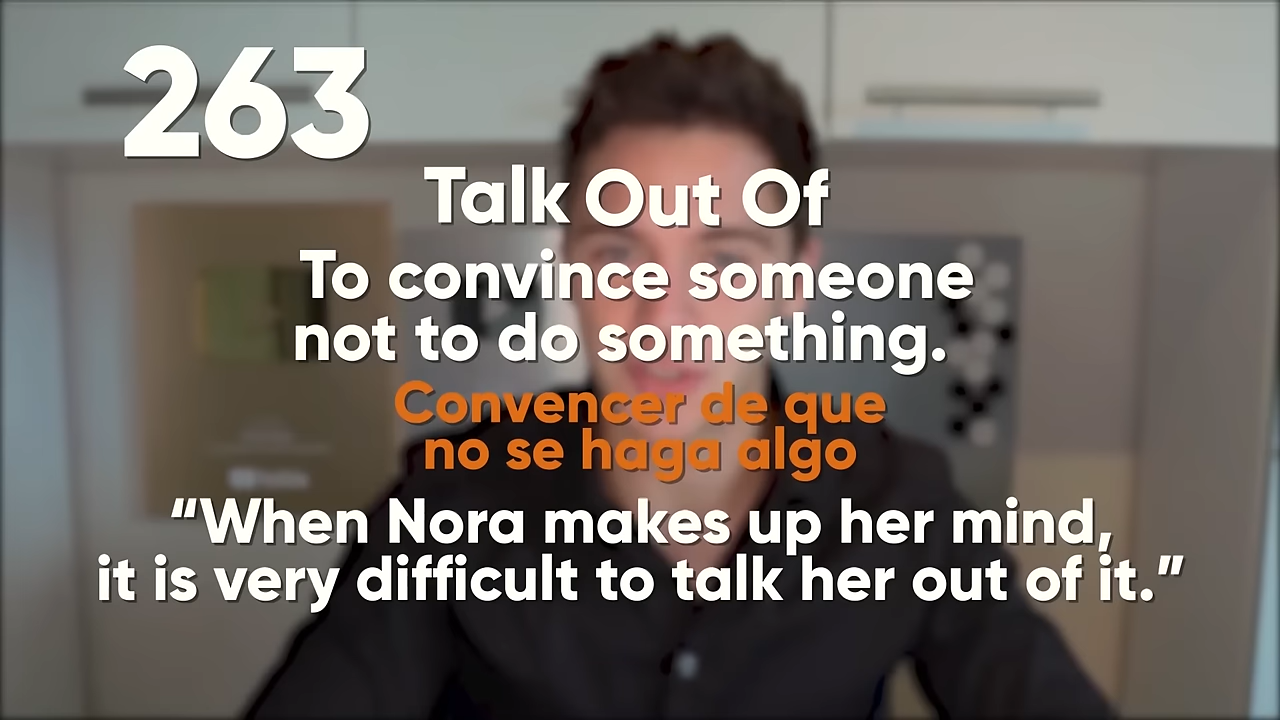 263
Talk Out Of
To convince someone
not to do something.
Convencer de que
no se haga algo
“When Nora makes up her mind,
it is very difficult to talk her out of it.”